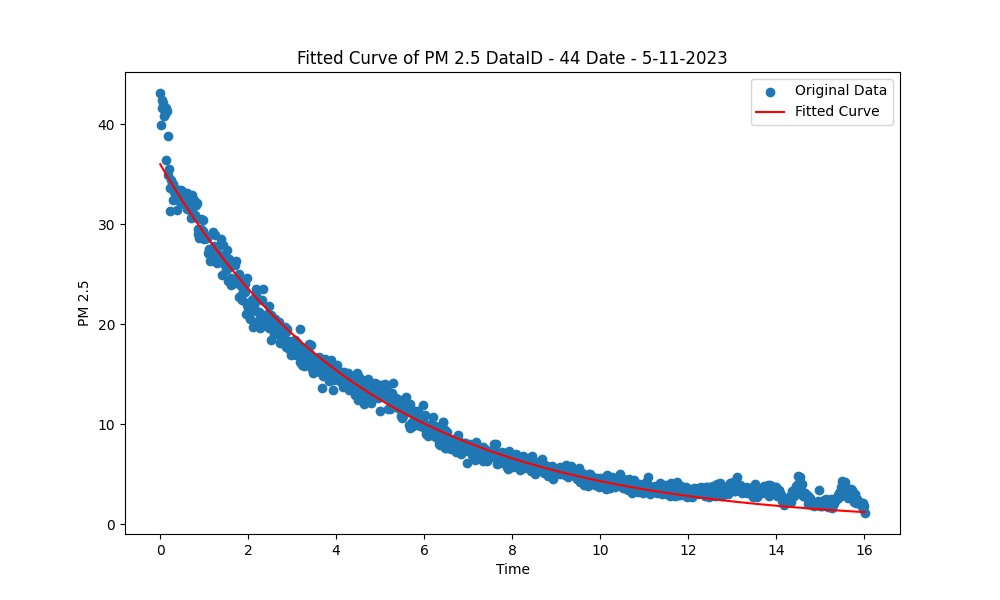 Fitted Curve of PM 2.5 DataID - 44 Date - 5-11-2023
Original Data
Fitted Curve
PM 2.5
40
30
20
10
0
0 2 4 6 8 10 12 14 16
Time